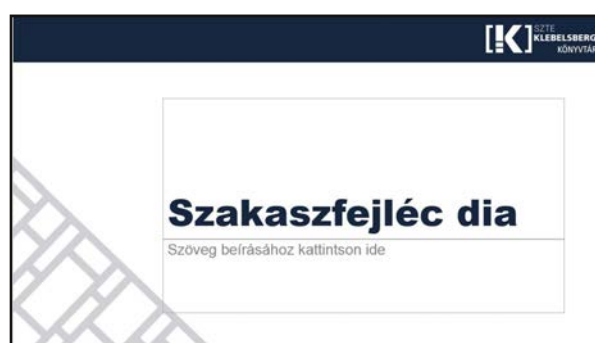 SZTE
KLEBELSBERG
KÖNYVTÁR
Szakaszfejléc dia
Szöveg beírásához kattintson ide